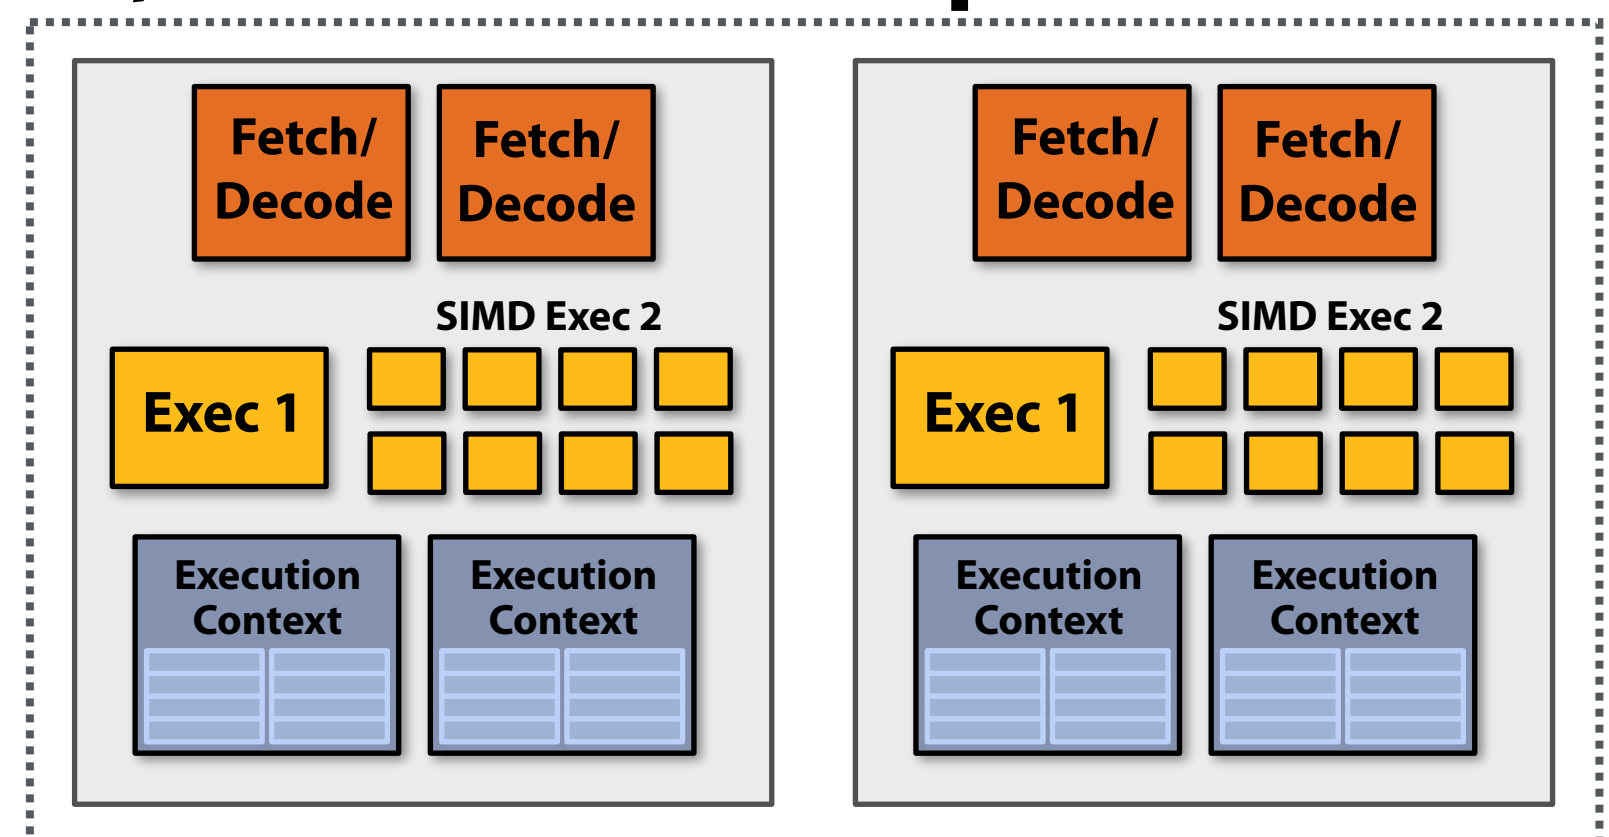 Fetch/
Decode
Fetch/
Decode
SIMD Exec 2
Exec 1
Execution
Context
Execution
Context
Fetch/
Decode
Fetch/
Decode
SIMD Exec 2
Exec 1
Execution
Context
Execution
Context